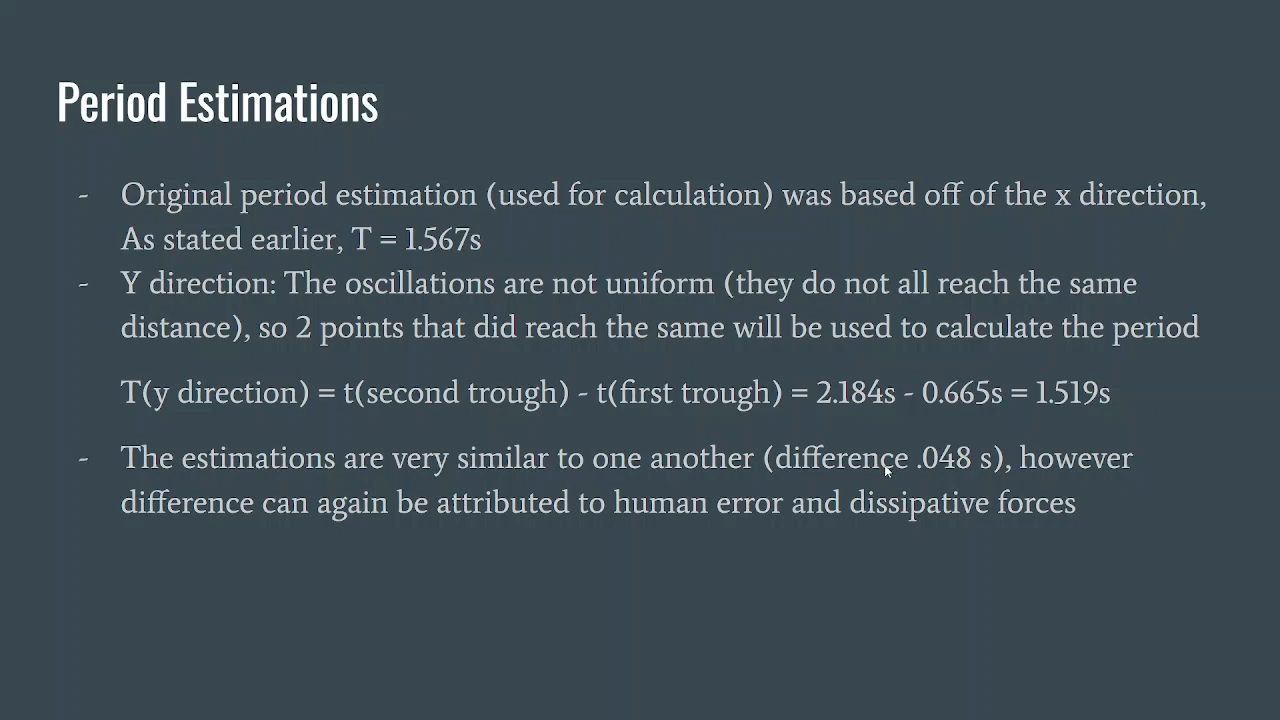 Period Estimations
- Original period estimation (used for calculation) was based off of the x direction,
As stated earlier, T = 1.567s
- Y direction: The oscillations are not uniform (they do not all reach the same
distance), so 2 points that did reach the same will be used to calculate the period
T(y direction) = t(second trough) - t(first trough) = 2.184s - 0.665s = 1.519s
- The estimations are very similar to one another (difference .048 s), however
difference can again be attributed to human error and dissipative forces